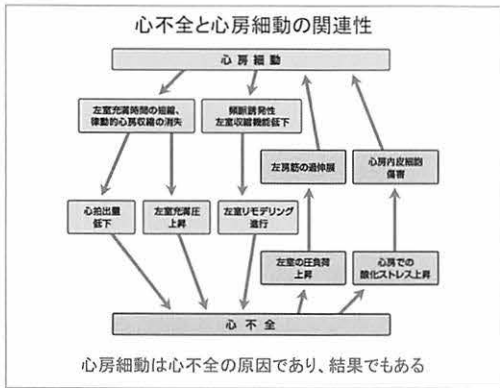 心不全と心房細動の関連性
心房細動
左室充満時間の短縮、
律動的心房収縮の消失
頻脈誘発性
左室収縮機能低下
左房筋の過伸展
心房内皮細胞
傷害
心拍出量
低下
左室充満圧
上昇
左室リモデリング
進行
左室の圧負荷
上昇
心房での
酸化ストレス上昇
心不全
心房細動は心不全の原因であり、結果でもある